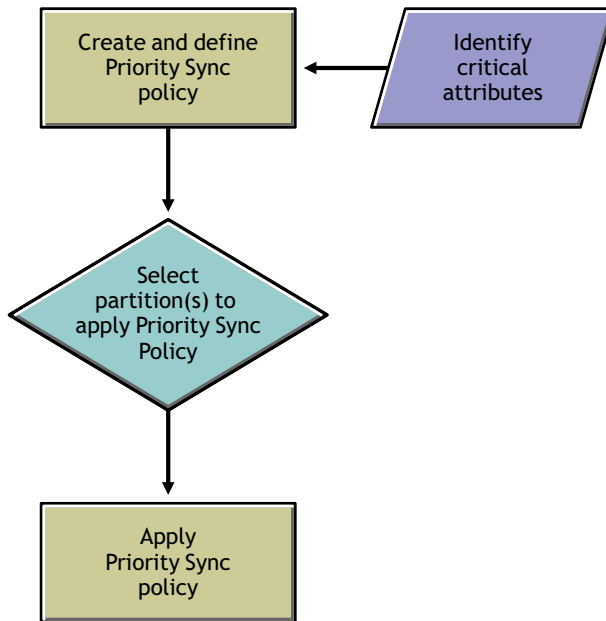 Create and define
Priority Sync
policy
Identify
critical
attributes
Select
partition(s) to
apply Priority Sync
Policy
Apply
Priority Sync
policy